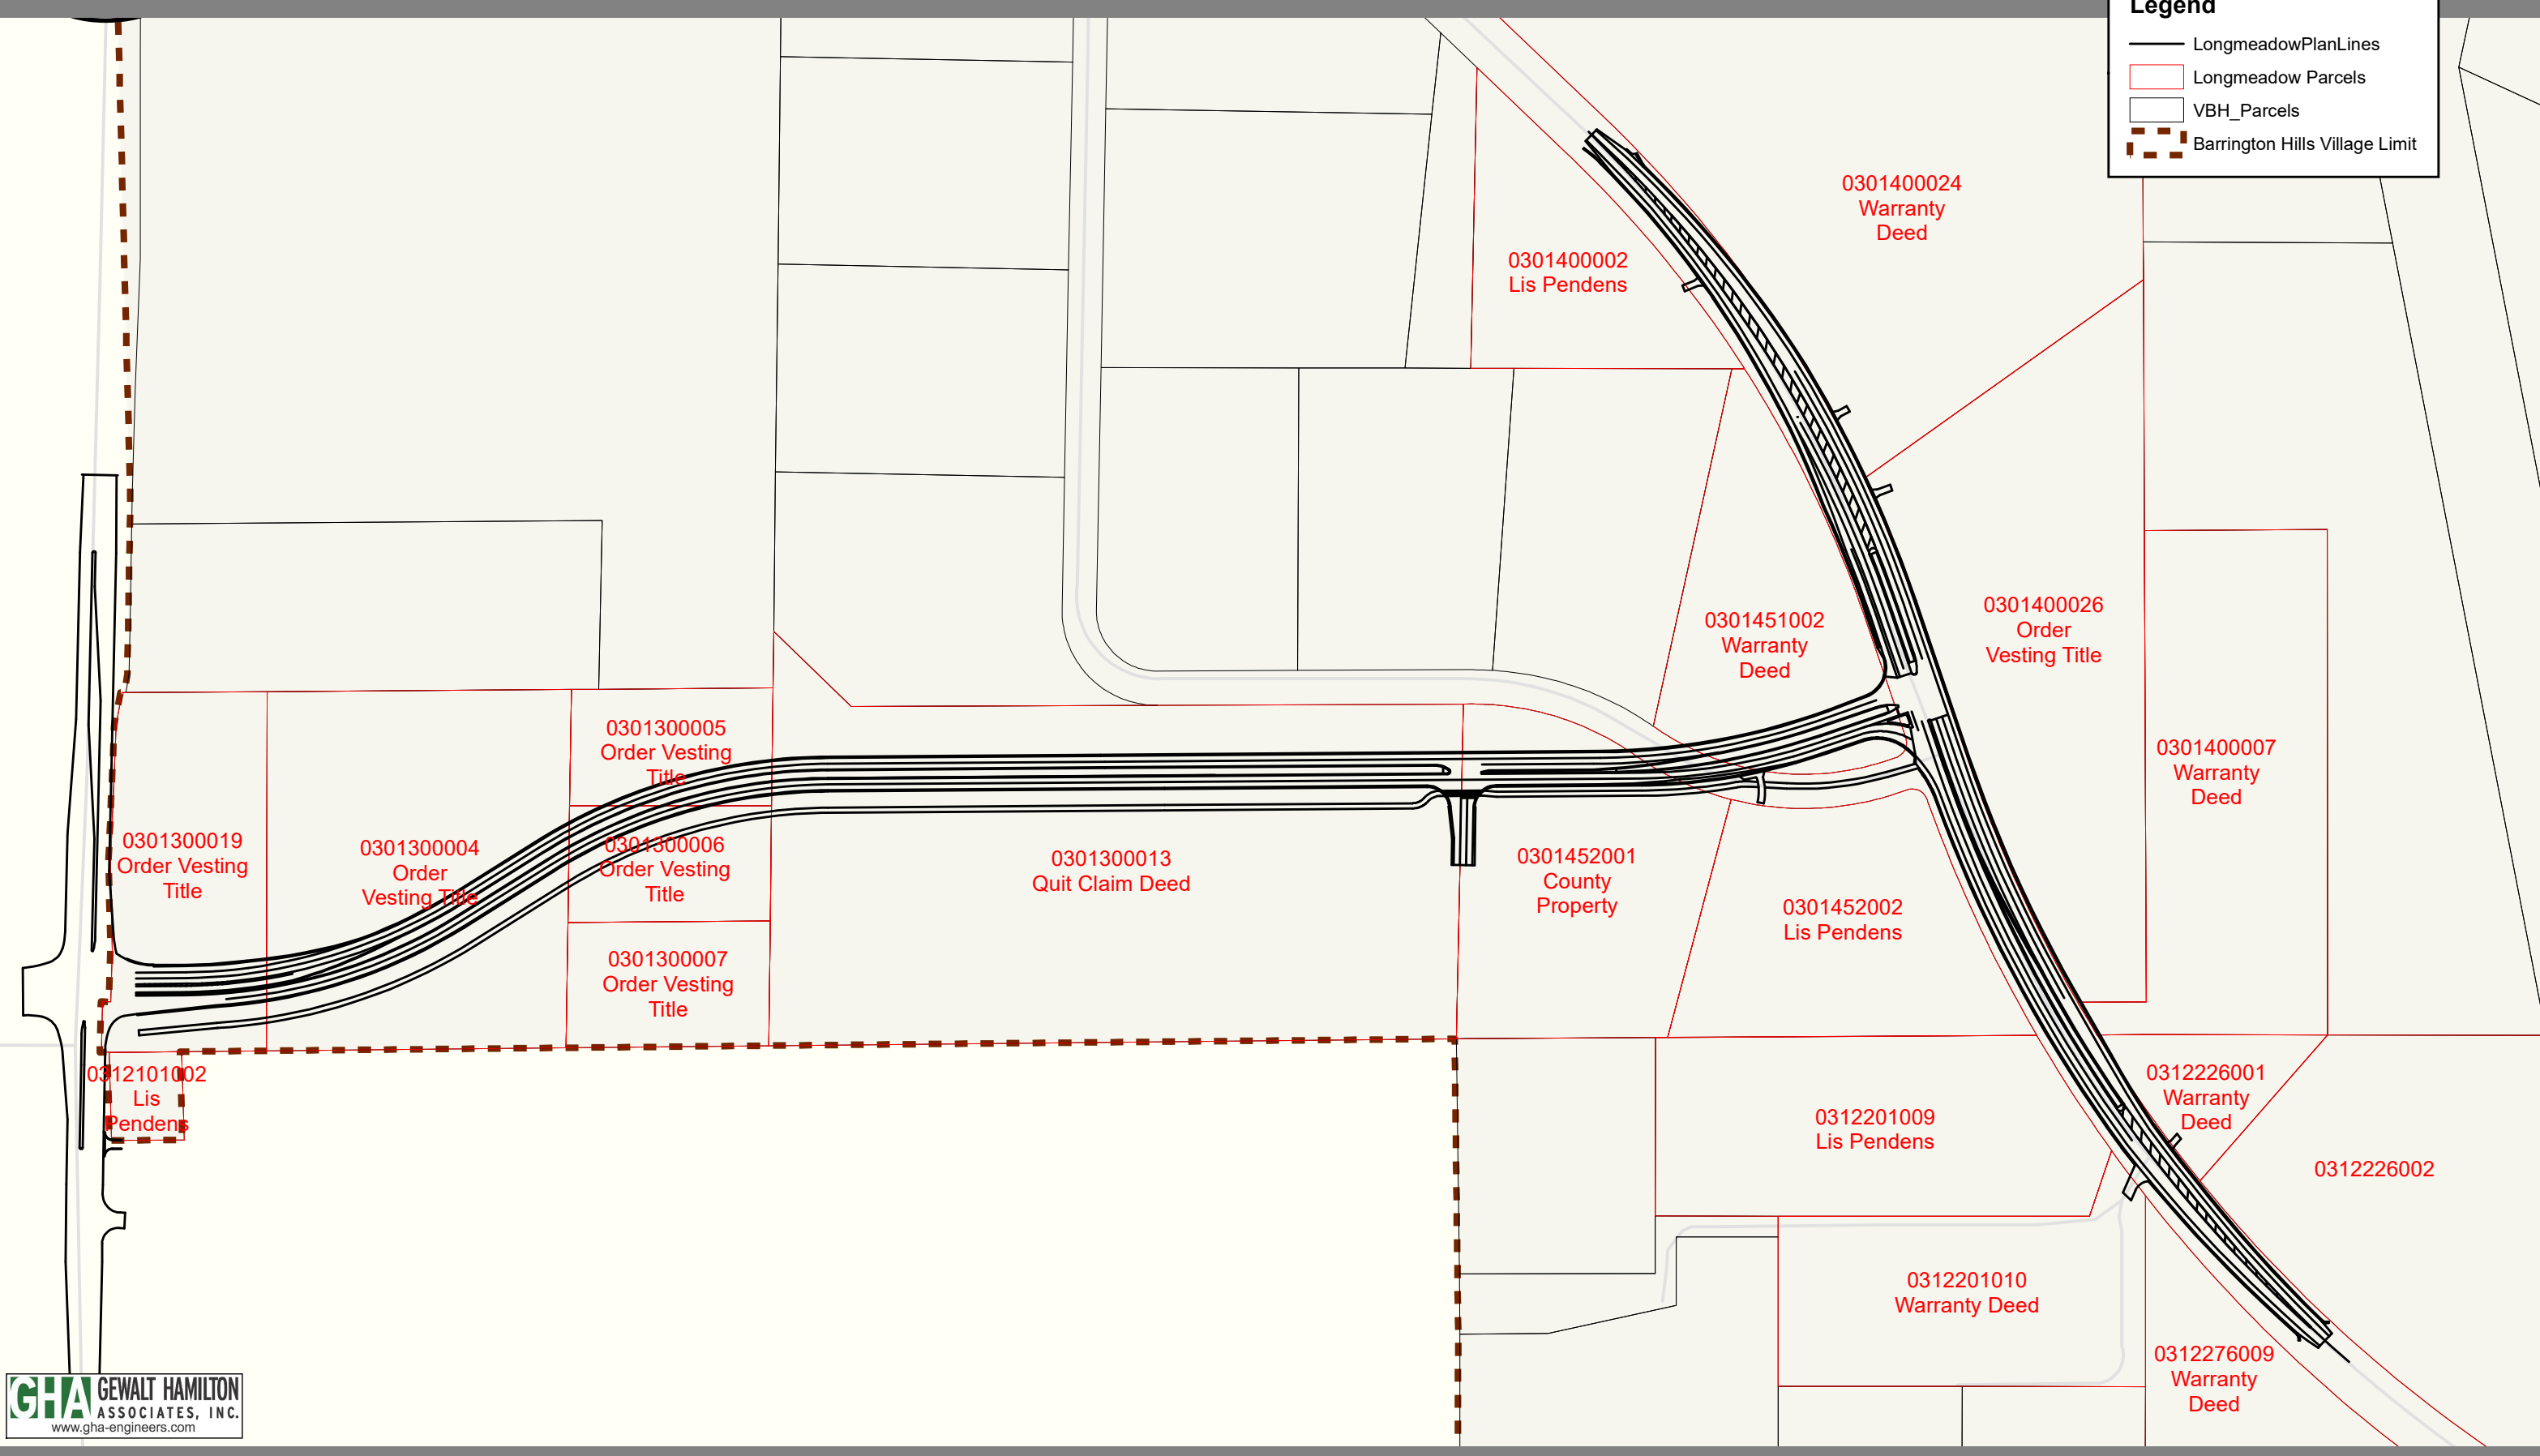 Legend
LongmeadowPlanLines
Longmeadow Parcels
VBH_Parcels
Barrington Hills Village Limit
0301400024
Warranty
Deed
0301400002
Lis Pendens
0301451002
Warranty
Deed
0301400026
Order
Vesting Title
0301400007
Warranty
Deed
0301300005
Order Vesting
Title
0301300019
Order Vesting
Title
0301300004
Order
Vesting Title
0301300006
Order Vesting
Title
0301300013
Quit Claim Deed
0301452001
County
Property
0301452002
Lis Pendens
0301300007
Order Vesting
Title
0312101002
Lis
Pendens
0312201009
Lis Pendens
0312226001
Warranty
Deed
0312226002
0312201010
Warranty Deed
0312276009
Warranty
Deed
GHA GEWALT HAMILTON
ASSOCIATES, INC.
www.gha-engineers.com